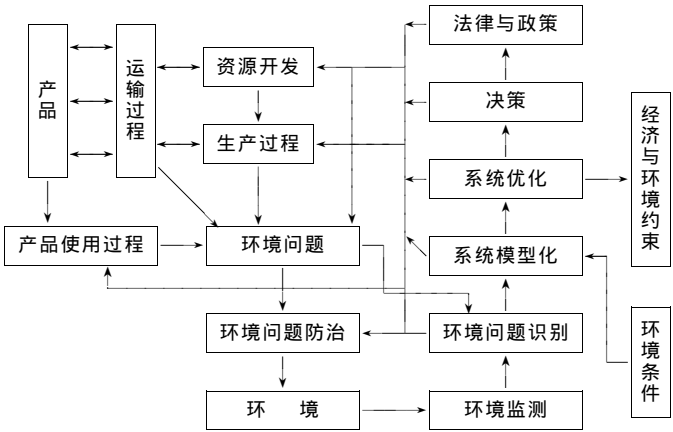 法律与政策
产品
运输过程
资源开发
决策
经济与环境约束
生产过程
系统优化
产品使用过程
环境问题
系统模型化
环境问题防治
环境问题识别
环境条件
环 境
环境监测